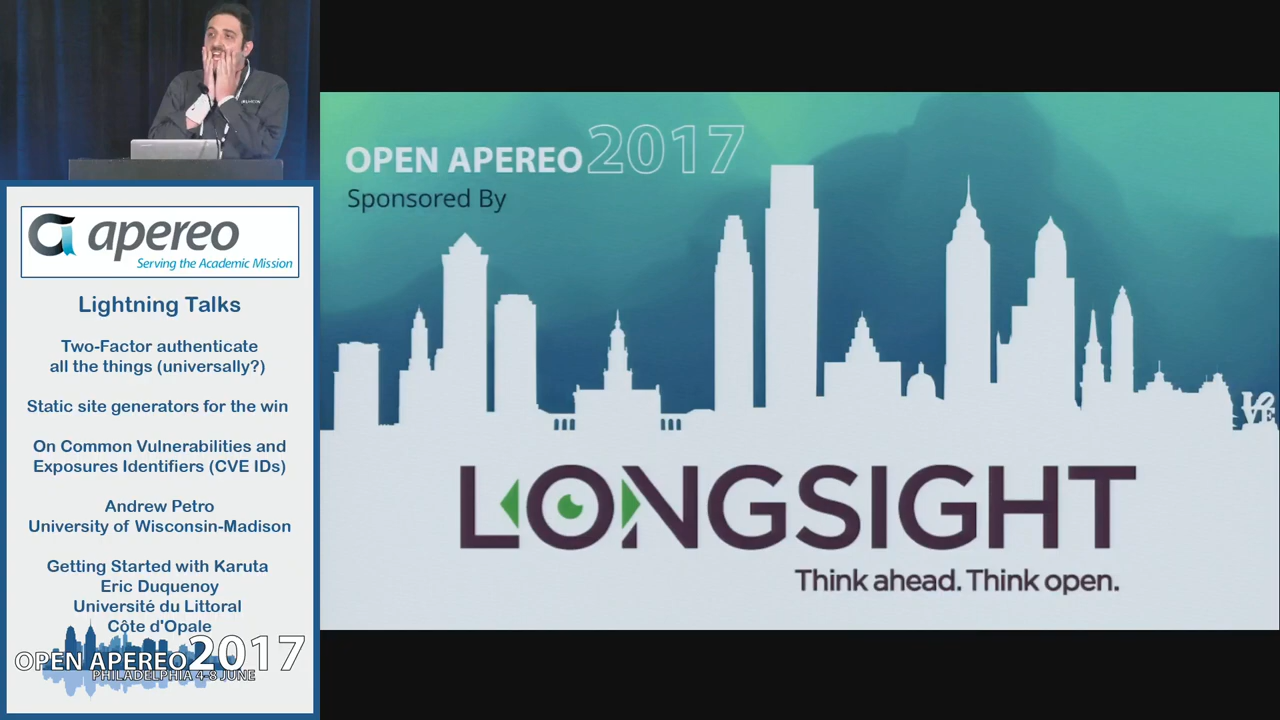 apereo
Serving the Academic Mission
Lightning Talks
Two-Factor authenticate
all the things (universally?)
Static site generators for the win
On Common Vulnerabilities and
Exposures Identifiers (CVE IDs)
Andrew Petro
University of Wisconsin-Madison
Getting Started with Karuta
Eric Duquenoy
Université du Littoral
Côte d'Opale
OPEN APEREO 2017
PHILADELPHIA 4-8 JUNE
OPEN APEREO 2017
Sponsored By
LOVE
LONGSIGHT
Think ahead. Think open.